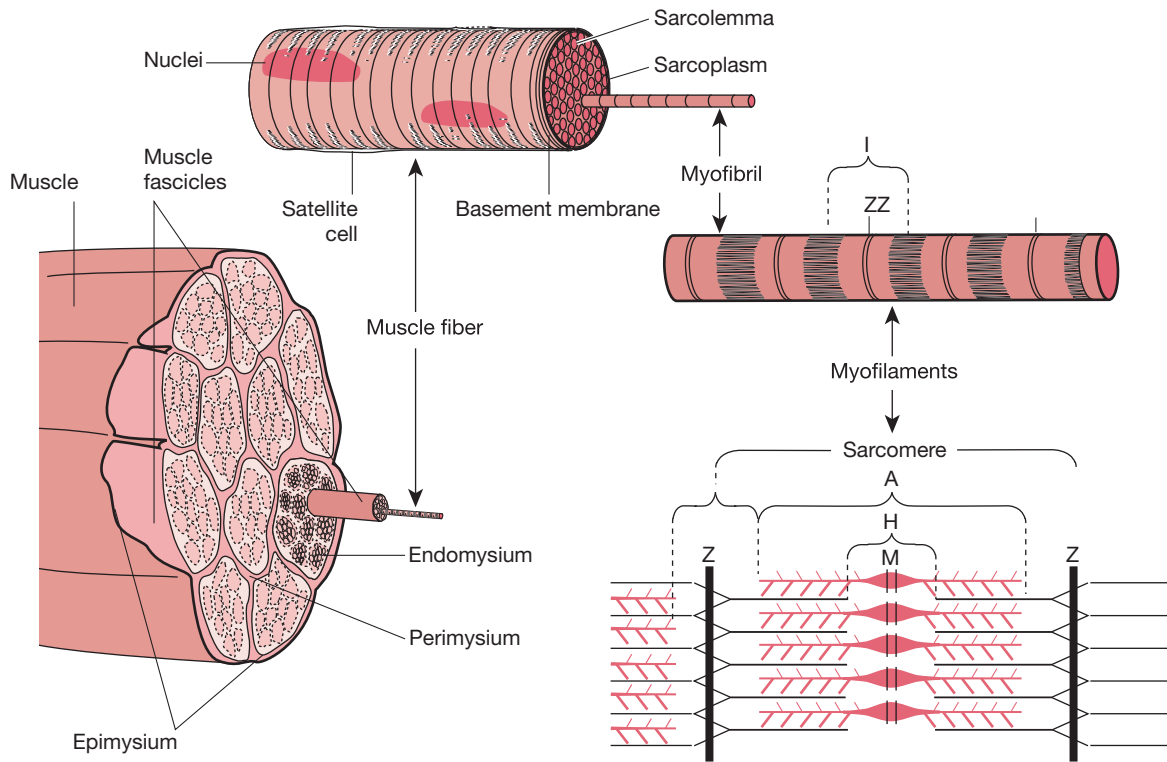 Sarcolemma
Nuclei
Sarcoplasm
Muscle
fascicles
Muscle
I
Myofibril
Satellite
cell
Basement membrane
ZZ
Muscle fiber
Myofilaments
Sarcomere
A
H
M
Z
Z
Endomysium
Perimysium
Epimysium